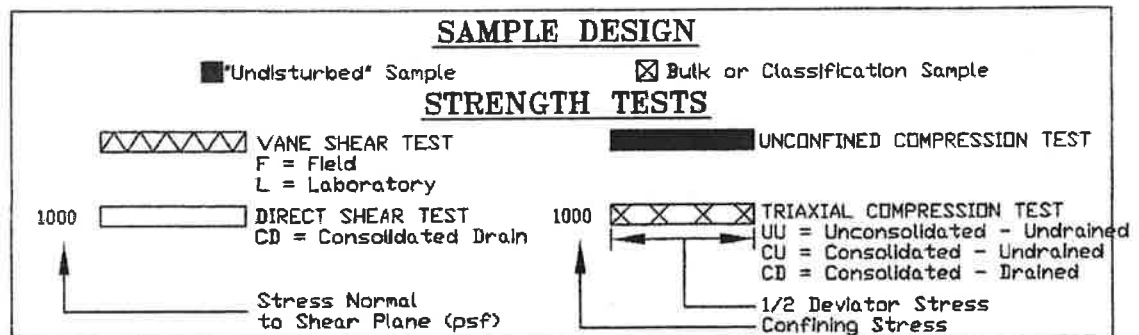 SAMPLE DESIGN
"Undisturbed" Sample
Bulk or Classification Sample
STRENGTH TESTS
VANE SHEAR TEST
F = Field
L = Laboratory
UNCONFINED COMPRESSION TEST
1000
DIRECT SHEAR TEST
CD = Consolidated Drain
Stress Normal
to Shear Plane (psf)
1000
TRIAXIAL COMPRESSION TEST
UU = Unconsolidated - Undrained
CU = Consolidated - Undrained
CD = Consolidated - Drained
1/2 Deviator Stress
Confining Stress